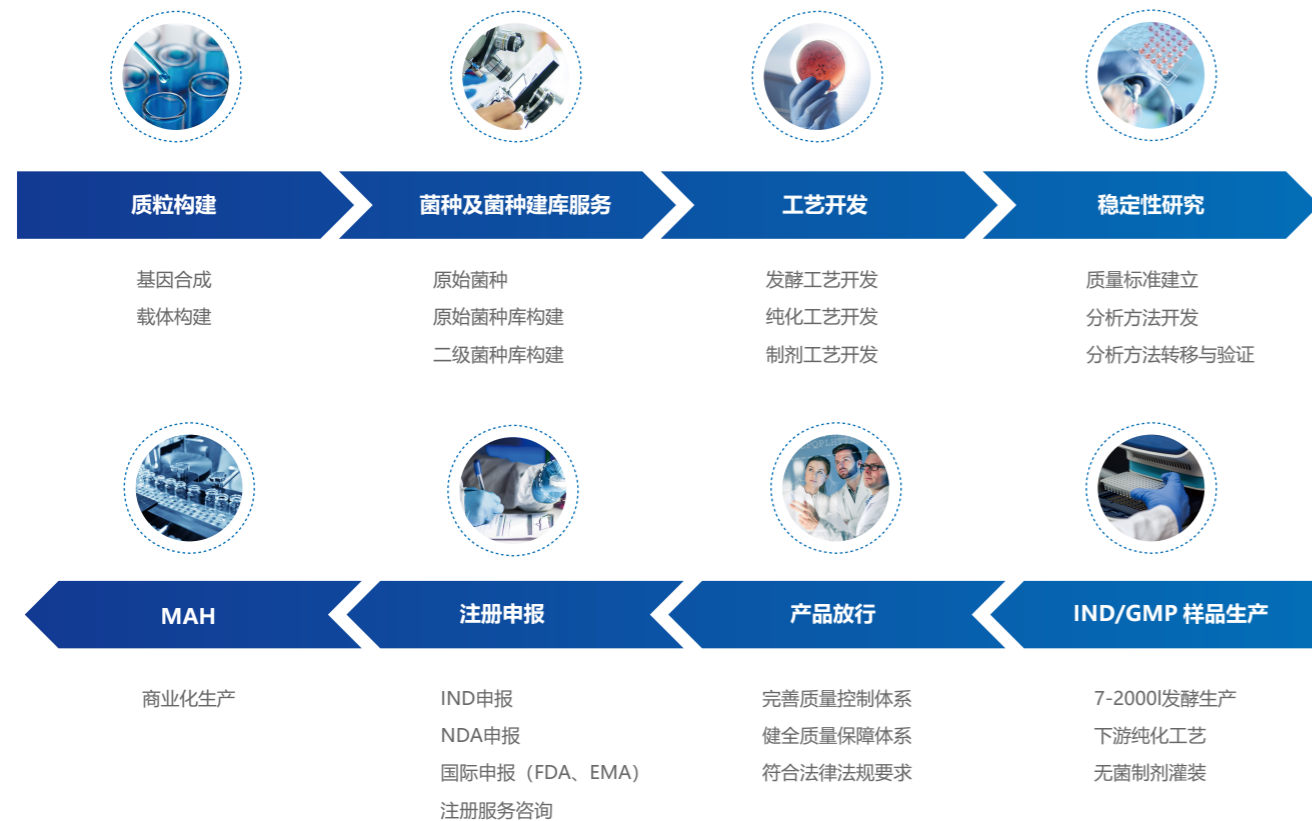 质粒构建
菌种及菌种建库服务
工艺开发
稳定性研究
基因合成
载体构建
原始菌种
原始菌种库构建
二级菌种库构建
发酵工艺开发
纯化工艺开发
制剂工艺开发
质量标准建立
分析方法开发
分析方法转移与验证
MAH
注册申报
产品放行
IND/GMP 样品生产
商业化生产
IND申报
NDA申报
国际申报（FDA、EMA）
注册服务咨询
完善质量控制体系
健全质量保障体系
符合法律法规要求
7-2000l发酵生产
下游纯化工艺
无菌制剂灌装